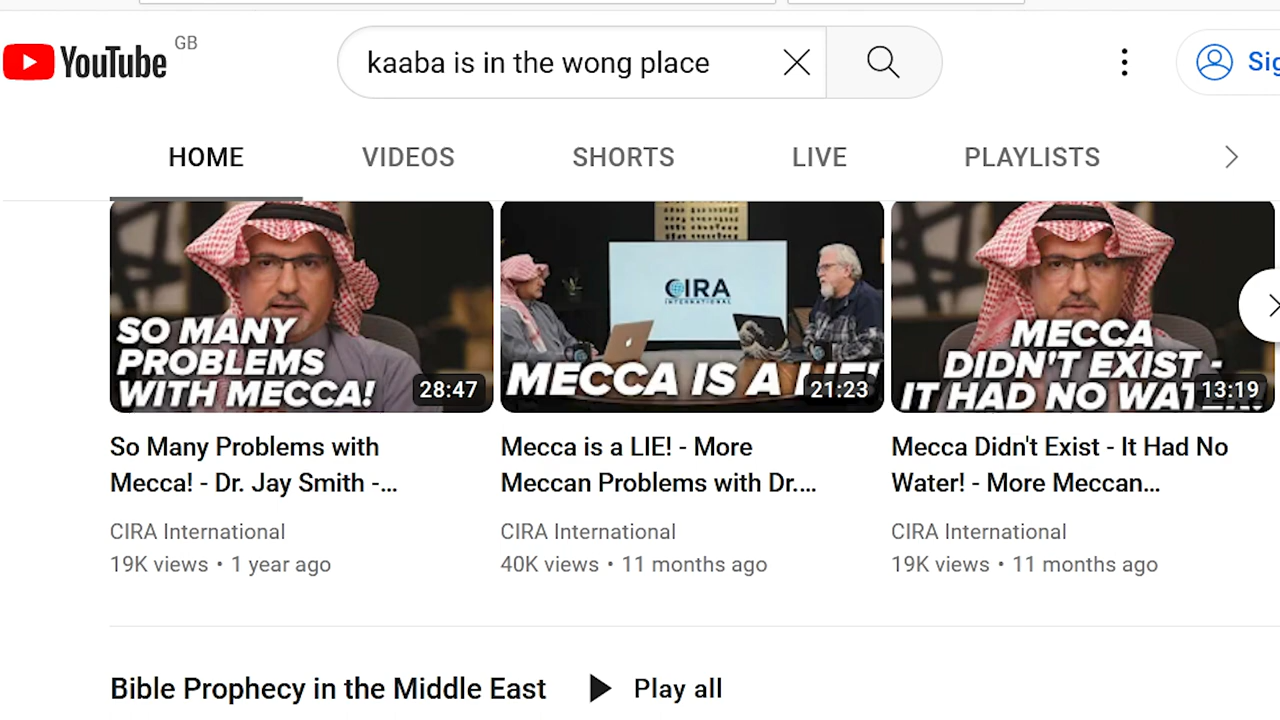 YouTube GB
kaaba is in the wong place
Sig
HOME VIDEOS SHORTS LIVE PLAYLISTS
SO MANY
PROBLEMS
WITH MECCA!
28:47
CIRA
INTERNATIONAL
MECCA IS A LIE!
21:23
MECCA
DIDN'T EXIST -
IT HAD NO WATER!
13:19
So Many Problems with
Mecca! - Dr. Jay Smith -...
CIRA International
19K views • 1 year ago
Mecca is a LIE! - More
Meccan Problems with Dr....
CIRA International
40K views • 11 months ago
Mecca Didn't Exist - It Had No
Water! - More Meccan...
CIRA International
19K views • 11 months ago
Bible Prophecy in the Middle East Play all